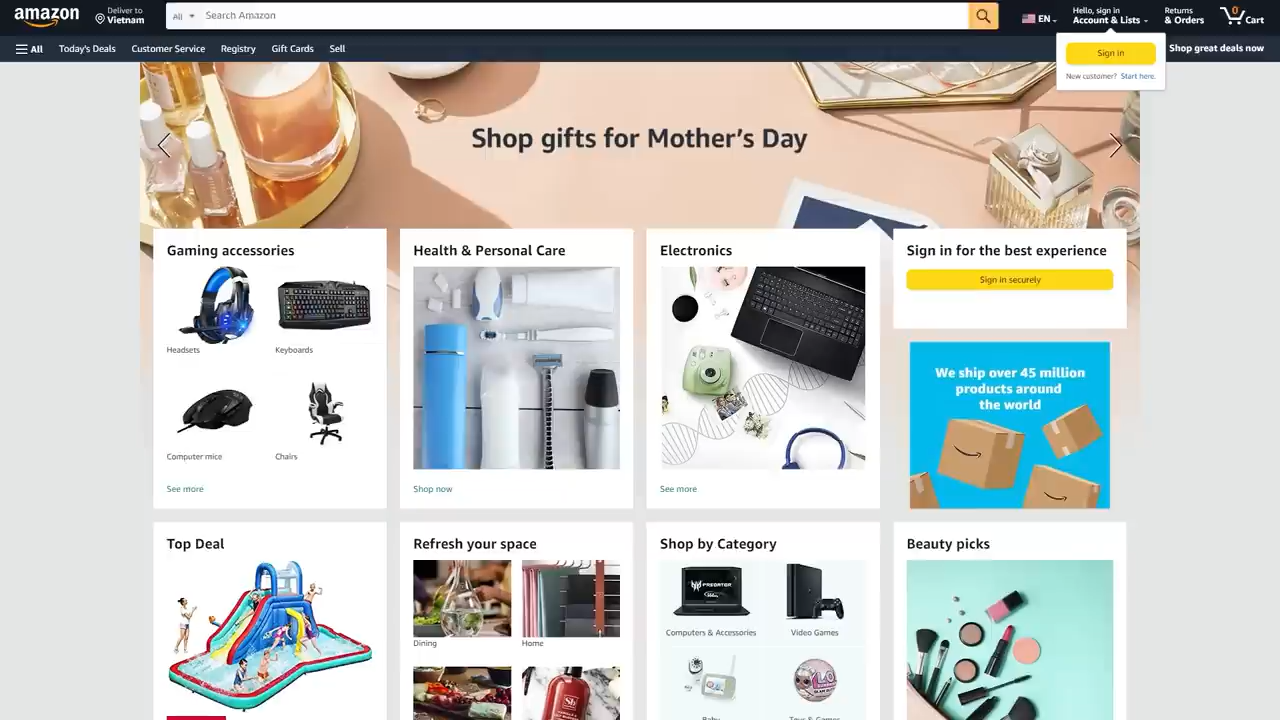 amazon
Deliver to
Vietnam
All
Search Amazon
EN
Hello, sign in
Account & Lists
Returns
& Orders
0
Cart
All
Today's Deals
Customer Service
Registry
Gift Cards
Sell
Sign in
New customer? Start here.
Shop great deals now
Shop gifts for Mother's Day
Gaming accessories
Headsets
Keyboards
Computer mice
Chairs
See more
Health & Personal Care
Shop now
Electronics
See more
Sign in for the best experience
Sign in securely
We ship over 45 million
products around
the world
Top Deal
Refresh your space
Dining
Home
Shop by Category
PREDATOR
Computers & Accessories
Video Games
Baby
Toys & Games
Beauty picks